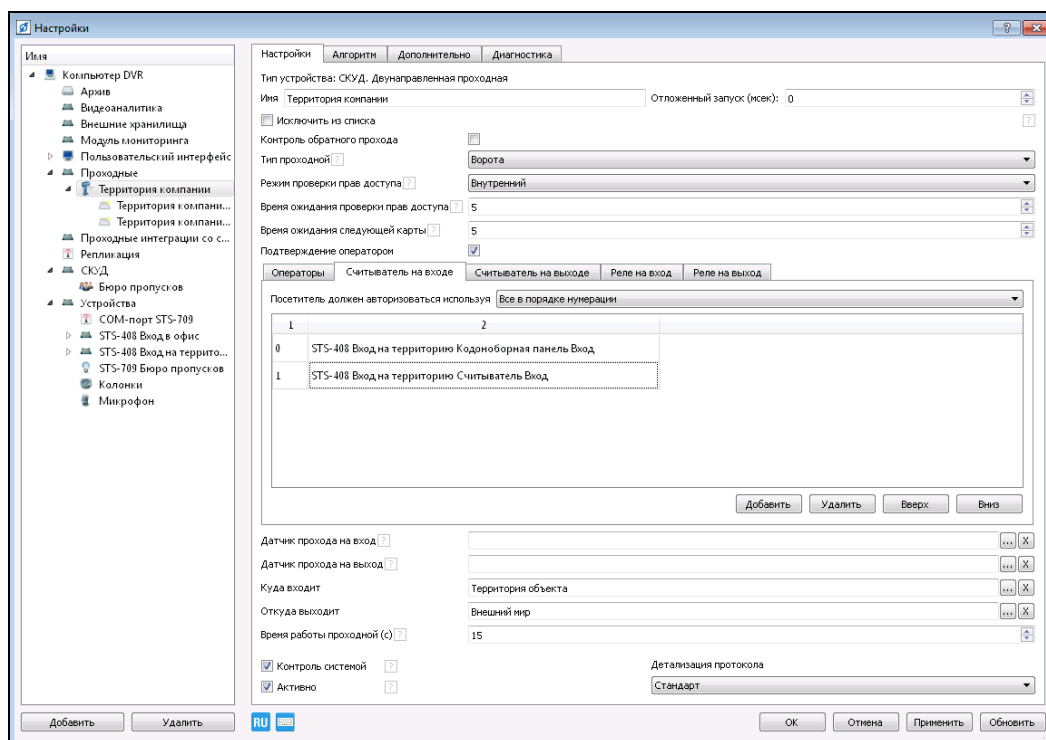 Настройки
Имя
Компьютер DVR
Архив
Видеоаналитика
Внешние хранилища
Модуль мониторинга
Пользовательский интерфейс
Проходные
Территория компании
Территория компани...
Территория компани...
Проходные интеграции со с...
Репликация
СКУД
Бюро пропусков
Устройства
COM-порт STS-709
STS-408 Вход в офис
STS-408 Вход на террито...
STS-709 Бюро пропусков
Колонки
Микрофон
Добавить Удалить
Настройки Алгоритм Дополнительно Диагностика
Тип устройства: СКУД. Двунаправленная проходная
Имя Территория компании Отложенный запуск (мсек): 0
Исключить из списка ?
Контроль обратного прохода
Тип проходной ? Ворота
Режим проверки прав доступа ? Внутренний
Время ожидания проверки прав доступа ? 5
Время ожидания следующей карты ? 5
Подтверждение оператором
Операторы Считыватель на входе Считыватель на выходе Реле на вход Реле на выход
Посетитель должен авторизоваться используя Все в порядке нумерации
1 2
0 STS-408 Вход на территорию Кодоноборная панель Вход
1 STS-408 Вход на территорию Считыватель Вход
Добавить Удалить Вверх Вниз
Датчик прохода на вход ? ... X
Датчик прохода на выход ? ... X
Куда входит Территория объекта ... X
Откуда выходит Внешний мир ... X
Время работы проходной (с) ? 15
Контроль системой ? Детализация протокола
Активно ? Стандарт
RU OK Отмена Применить Обновить